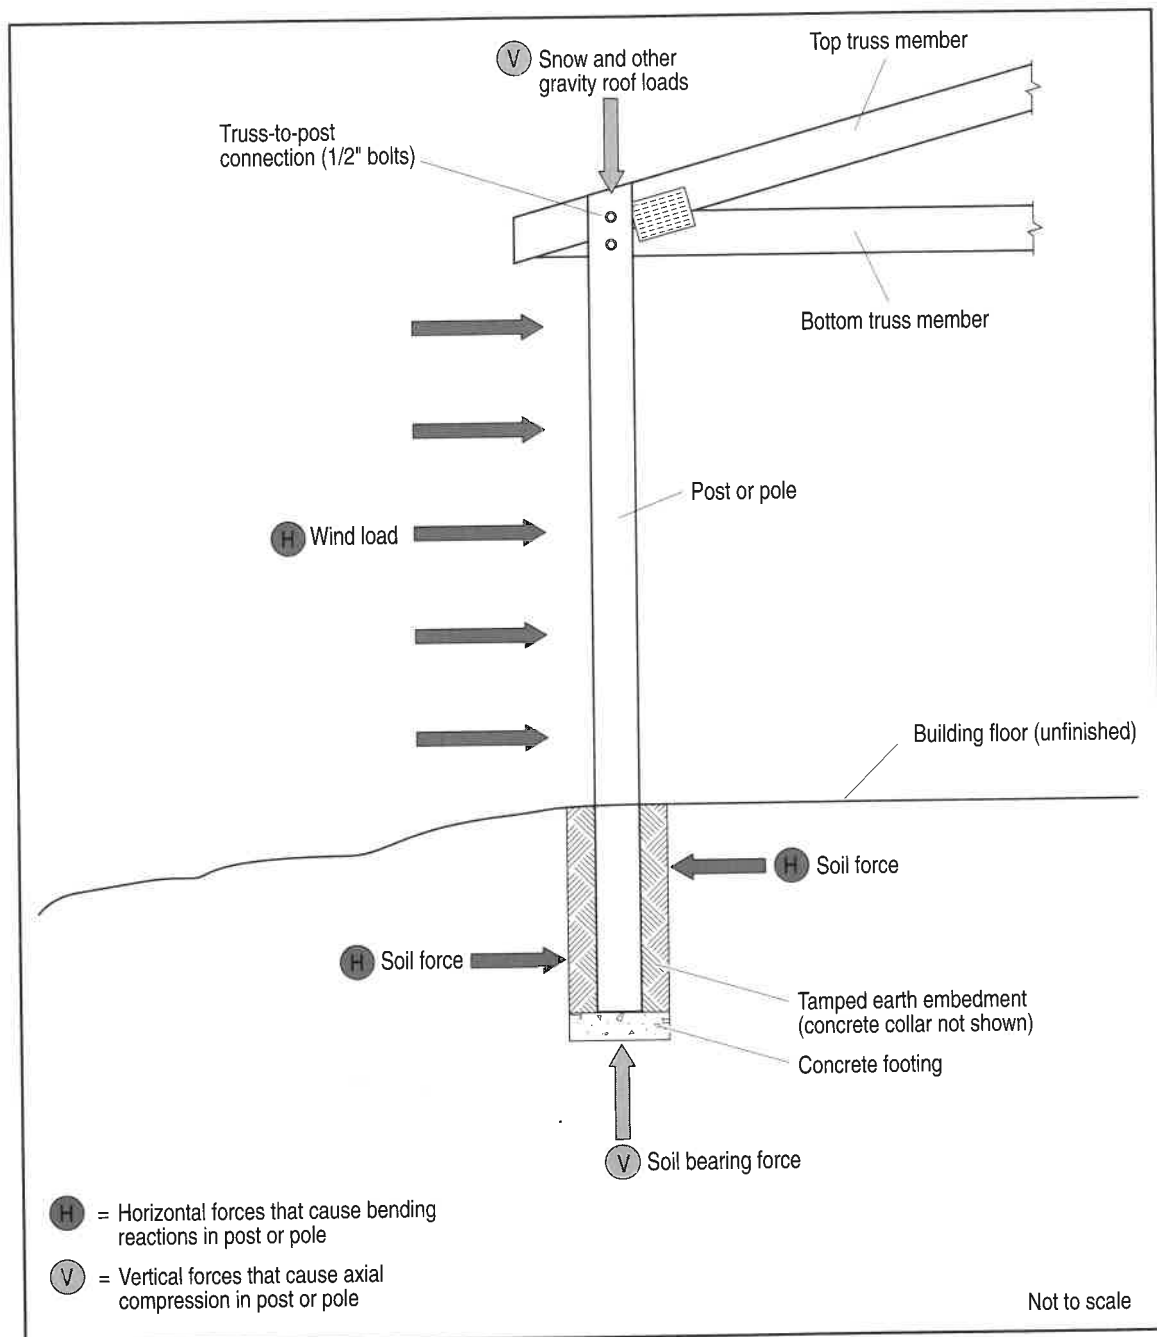 V Snow and other
gravity roof loads
Top truss member
Truss-to-post
connection (1/2" bolts)
Bottom truss member
Post or pole
H Wind load
Building floor (unfinished)
H Soil force
H Soil force
Tamped earth embedment
(concrete collar not shown)
Concrete footing
V Soil bearing force
H = Horizontal forces that cause bending
reactions in post or pole
V = Vertical forces that cause axial
compression in post or pole
Not to scale